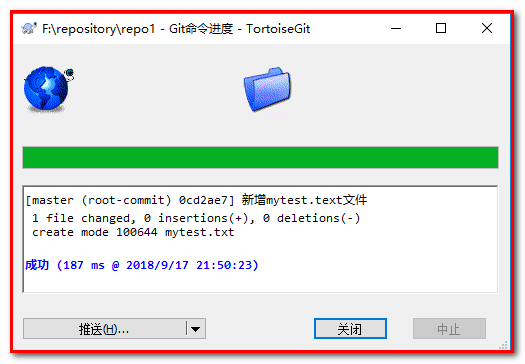 F:\repository\repo1 - Git命令进度 - TortoiseGit
[master (root-commit) 0cd2ae7] 新增mytest.text文件
1 file changed, 0 insertions(+), 0 deletions(-)
create mode 100644 mytest.txt
成功 (187 ms @ 2018/9/17 21:50:23)
推送(H)...
关闭
中止